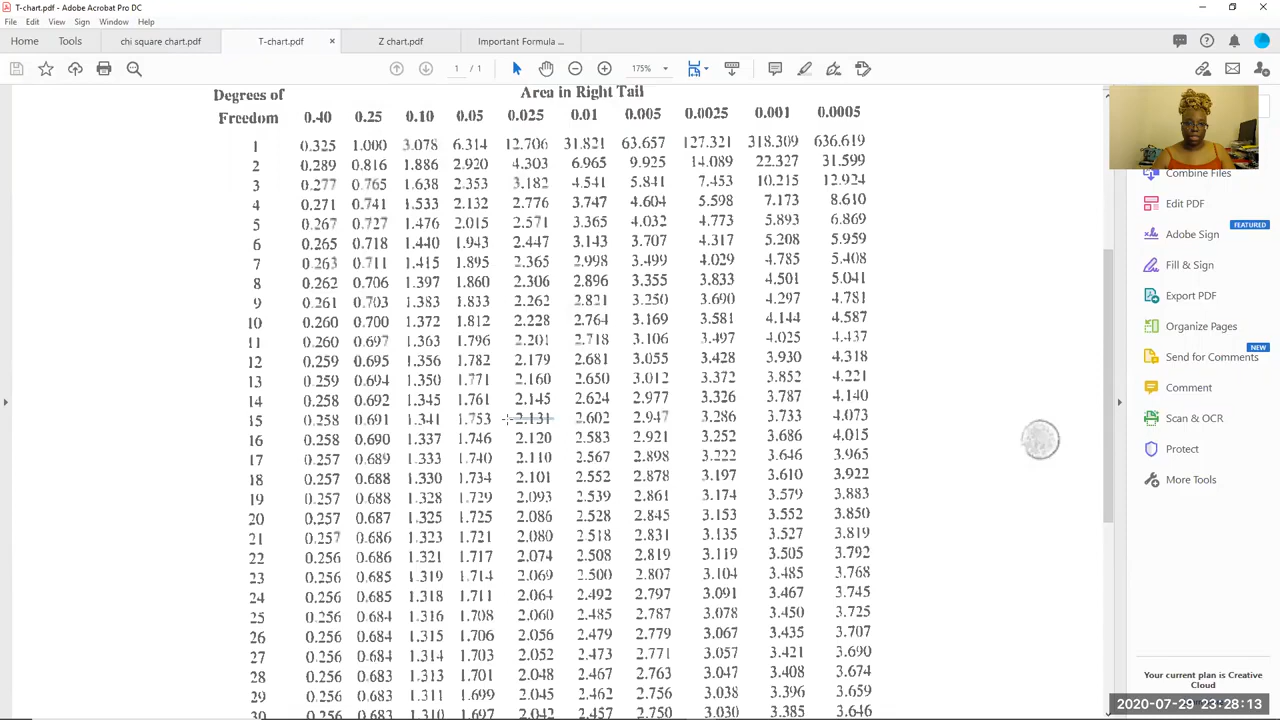 T-chart.pdf - Adobe Acrobat Pro DC
File Edit View Sign Window Help
Home Tools chi square chart.pdf T-chart.pdf × Z chart.pdf Important Formula ...
1 / 1 175%
Degrees of Area in Right Tail
Freedom 0.40 0.25 0.10 0.05 0.025 0.01 0.005 0.0025 0.001 0.0005
1 0.325 1.000 3.078 6.314 12.706 31.821 63.657 127.321 318.309 636.619
2 0.289 0.816 1.886 2.920 4.303 6.965 9.925 14.089 22.327 31.599
3 0.277 0.765 1.638 2.353 3.182 4.541 5.841 7.453 10.215 12.924
4 0.271 0.741 1.533 2.132 2.776 3.747 4.604 5.598 7.173 8.610
5 0.267 0.727 1.476 2.015 2.571 3.365 4.032 4.773 5.893 6.869
6 0.265 0.718 1.440 1.943 2.447 3.143 3.707 4.317 5.208 5.959
7 0.263 0.711 1.415 1.895 2.365 2.998 3.499 4.029 4.785 5.408
8 0.262 0.706 1.397 1.860 2.306 2.896 3.355 3.833 4.501 5.041
9 0.261 0.703 1.383 1.833 2.262 2.821 3.250 3.690 4.297 4.781
10 0.260 0.700 1.372 1.812 2.228 2.764 3.169 3.581 4.144 4.587
11 0.260 0.697 1.363 1.796 2.201 2.718 3.106 3.497 4.025 4.437
12 0.259 0.695 1.356 1.782 2.179 2.681 3.055 3.428 3.930 4.318
13 0.259 0.694 1.350 1.771 2.160 2.650 3.012 3.372 3.852 4.221
14 0.258 0.692 1.345 1.761 2.145 2.624 2.977 3.326 3.787 4.140
15 0.258 0.691 1.341 1.753 2.131 2.602 2.947 3.286 3.733 4.073
16 0.258 0.690 1.337 1.746 2.120 2.583 2.921 3.252 3.686 4.015
17 0.257 0.689 1.333 1.740 2.110 2.567 2.898 3.222 3.646 3.965
18 0.257 0.688 1.330 1.734 2.101 2.552 2.878 3.197 3.610 3.922
19 0.257 0.688 1.328 1.729 2.093 2.539 2.861 3.174 3.579 3.883
20 0.257 0.687 1.325 1.725 2.086 2.528 2.845 3.153 3.552 3.850
21 0.257 0.686 1.323 1.721 2.080 2.518 2.831 3.135 3.527 3.819
22 0.256 0.686 1.321 1.717 2.074 2.508 2.819 3.119 3.505 3.792
23 0.256 0.685 1.319 1.714 2.069 2.500 2.807 3.104 3.485 3.768
24 0.256 0.685 1.318 1.711 2.064 2.492 2.797 3.091 3.467 3.745
25 0.256 0.684 1.316 1.708 2.060 2.485 2.787 3.078 3.450 3.725
26 0.256 0.684 1.315 1.706 2.056 2.479 2.779 3.067 3.435 3.707
27 0.256 0.684 1.314 1.703 2.052 2.473 2.771 3.057 3.421 3.690
28 0.256 0.683 1.313 1.701 2.048 2.467 2.763 3.047 3.408 3.674
29 0.256 0.683 1.311 1.699 2.045 2.462 2.756 3.038 3.396 3.659
30 0.256 0.683 1.310 1.697 2.042 2.457 2.750 3.030 3.385 3.646
Combine Files
Edit PDF
FEATURED
Adobe Sign
Fill & Sign
Export PDF
Organize Pages
NEW
Send for Comments
Comment
Scan & OCR
Protect
More Tools
Your current plan is Creative
Cloud
2020-07-29 23:28:13